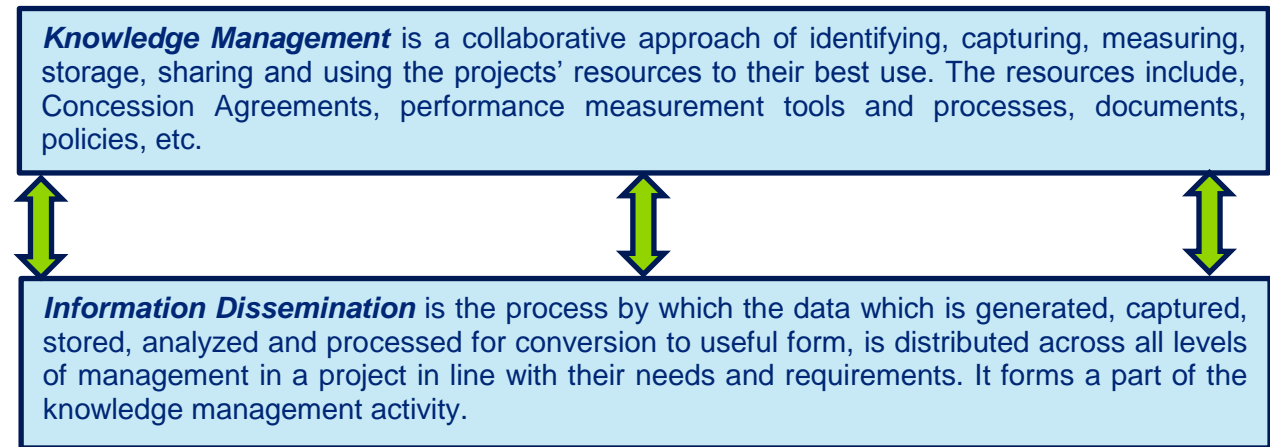 Knowledge Management is a collaborative approach of identifying, capturing, measuring,
storage, sharing and using the projects’ resources to their best use. The resources include,
Concession Agreements, performance measurement tools and processes, documents,
policies, etc.
Information Dissemination is the process by which the data which is generated, captured,
stored, analyzed and processed for conversion to useful form, is distributed across all levels
of management in a project in line with their needs and requirements. It forms a part of the
knowledge management activity.